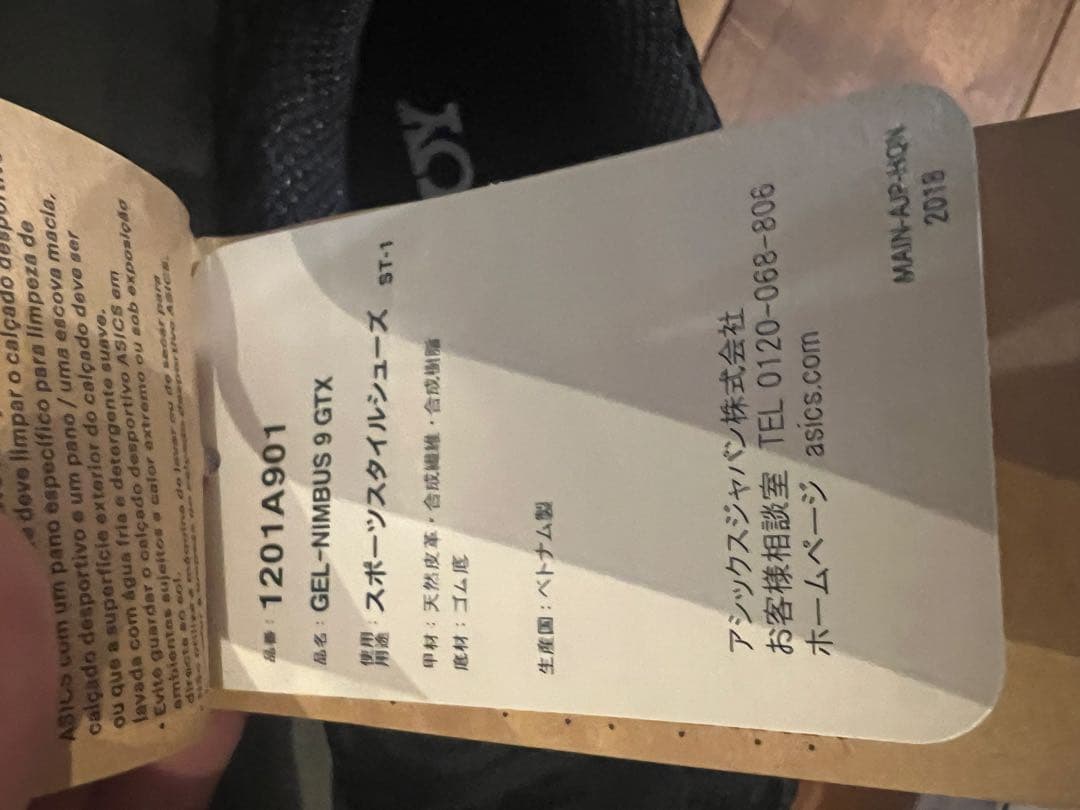 deve limpar o calçado
ASICS com um pano específico para limpeza de
calçado desportivo e um pano / uma escova macia,
ou que a superfície exterior do calçado deve ser
lavada com água fria e detergente suave.
• Evite guardar o calçado desportivo ASICS em
ambientes sujeitos a calor extremo ou sob exposição
directa ao sol.
品番：1201A901
品名：GEL-NIMBUS 9 GTX
使用用途：スポーツスタイルシューズ ST-1
甲材：天然皮革・合成繊維・合成樹脂
底材：ゴム底
生産国：ベトナム製
アシックスジャパン株式会社
お客様相談室 TEL 0120-068-806
ホームページ asics.com
MAIN-AJP-HQN
2018
OY